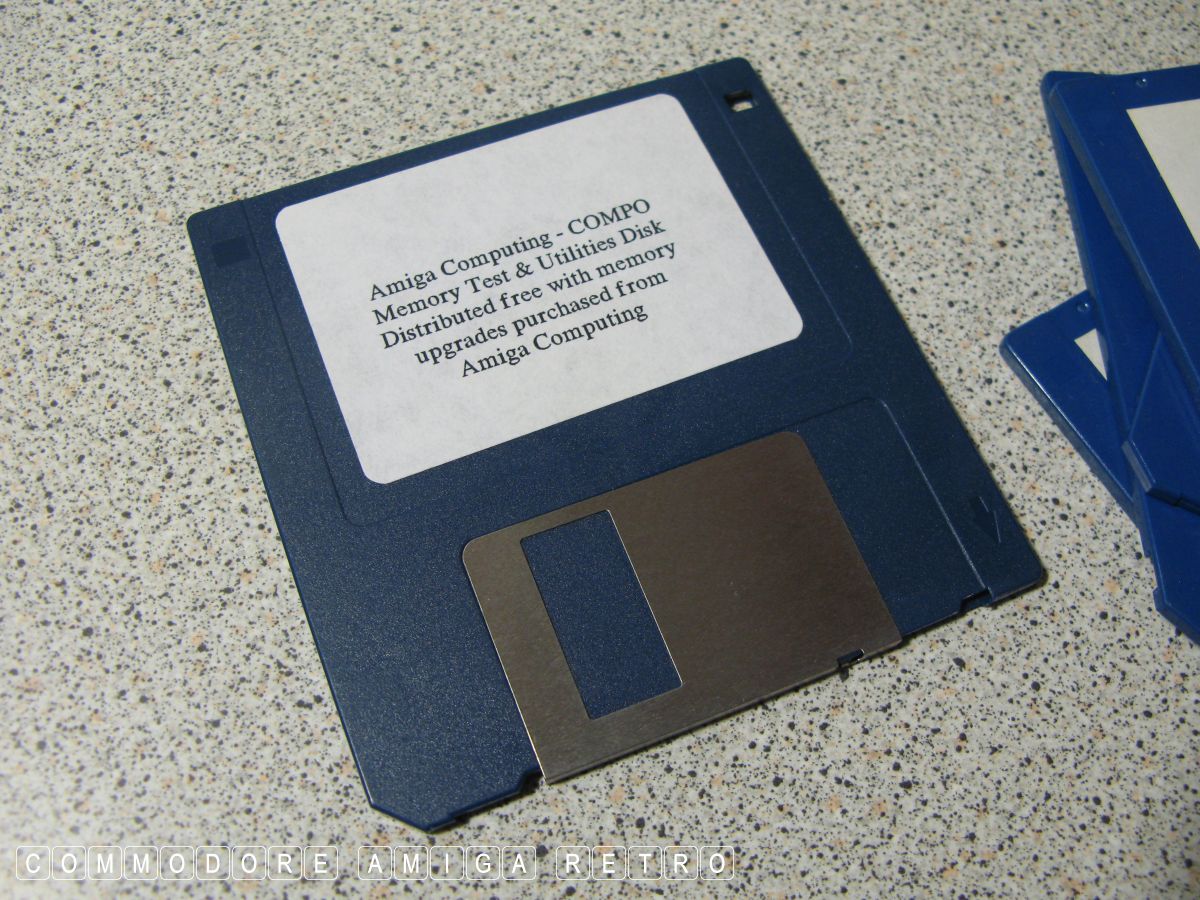 Amiga Computing - COMPO
Memory Test & Utilities Disk
Distributed free with memory
upgrades purchased from
Amiga Computing
COMMODORE AMIGA RETRO